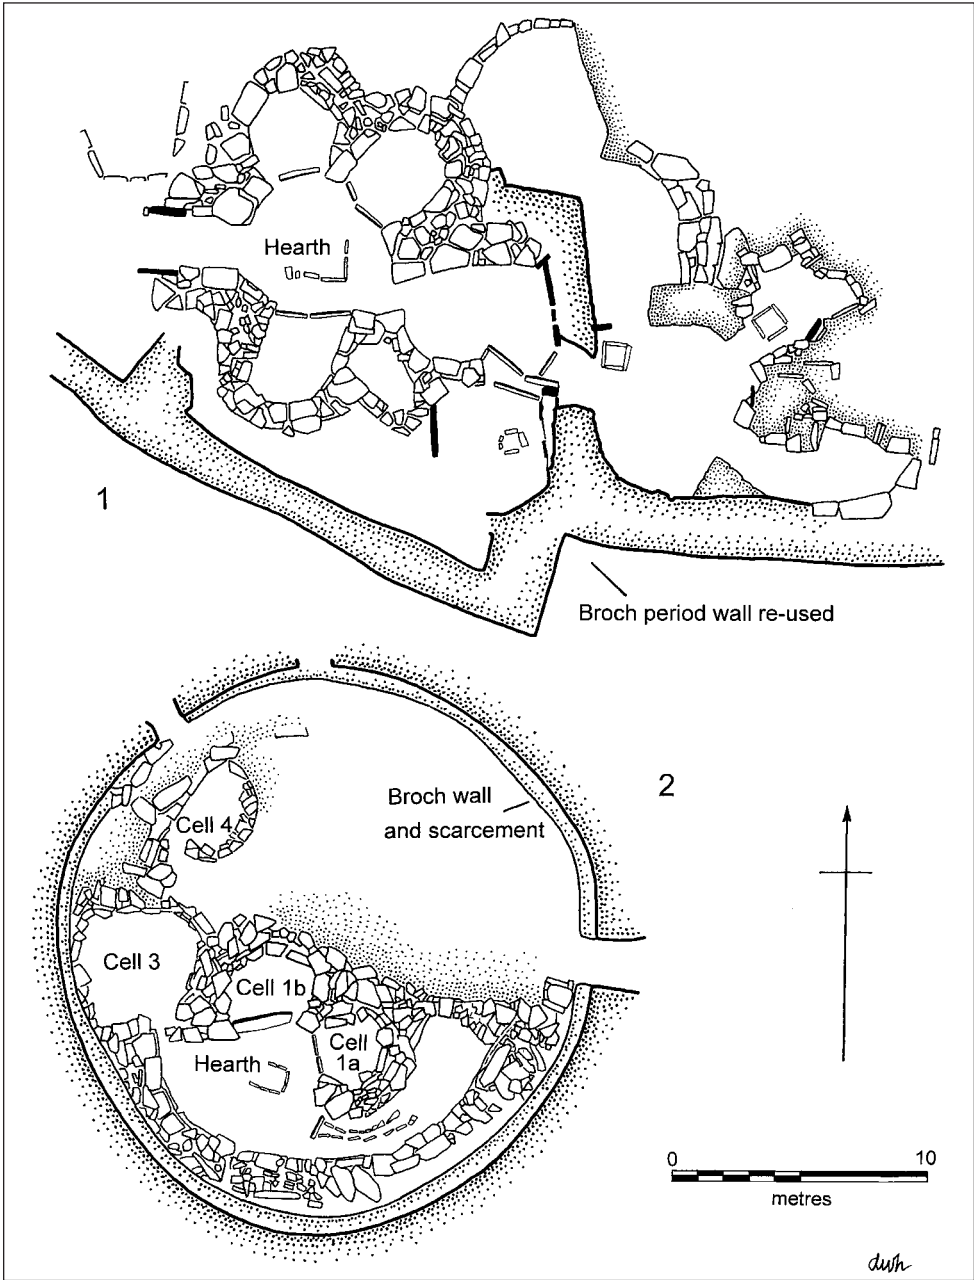 Hearth
1
Broch period wall re-used
2
Broch wall
and scarcement
Cell 4
Cell 3
Cell 1b
Cell
1a
Hearth
0 10
metres
dwh